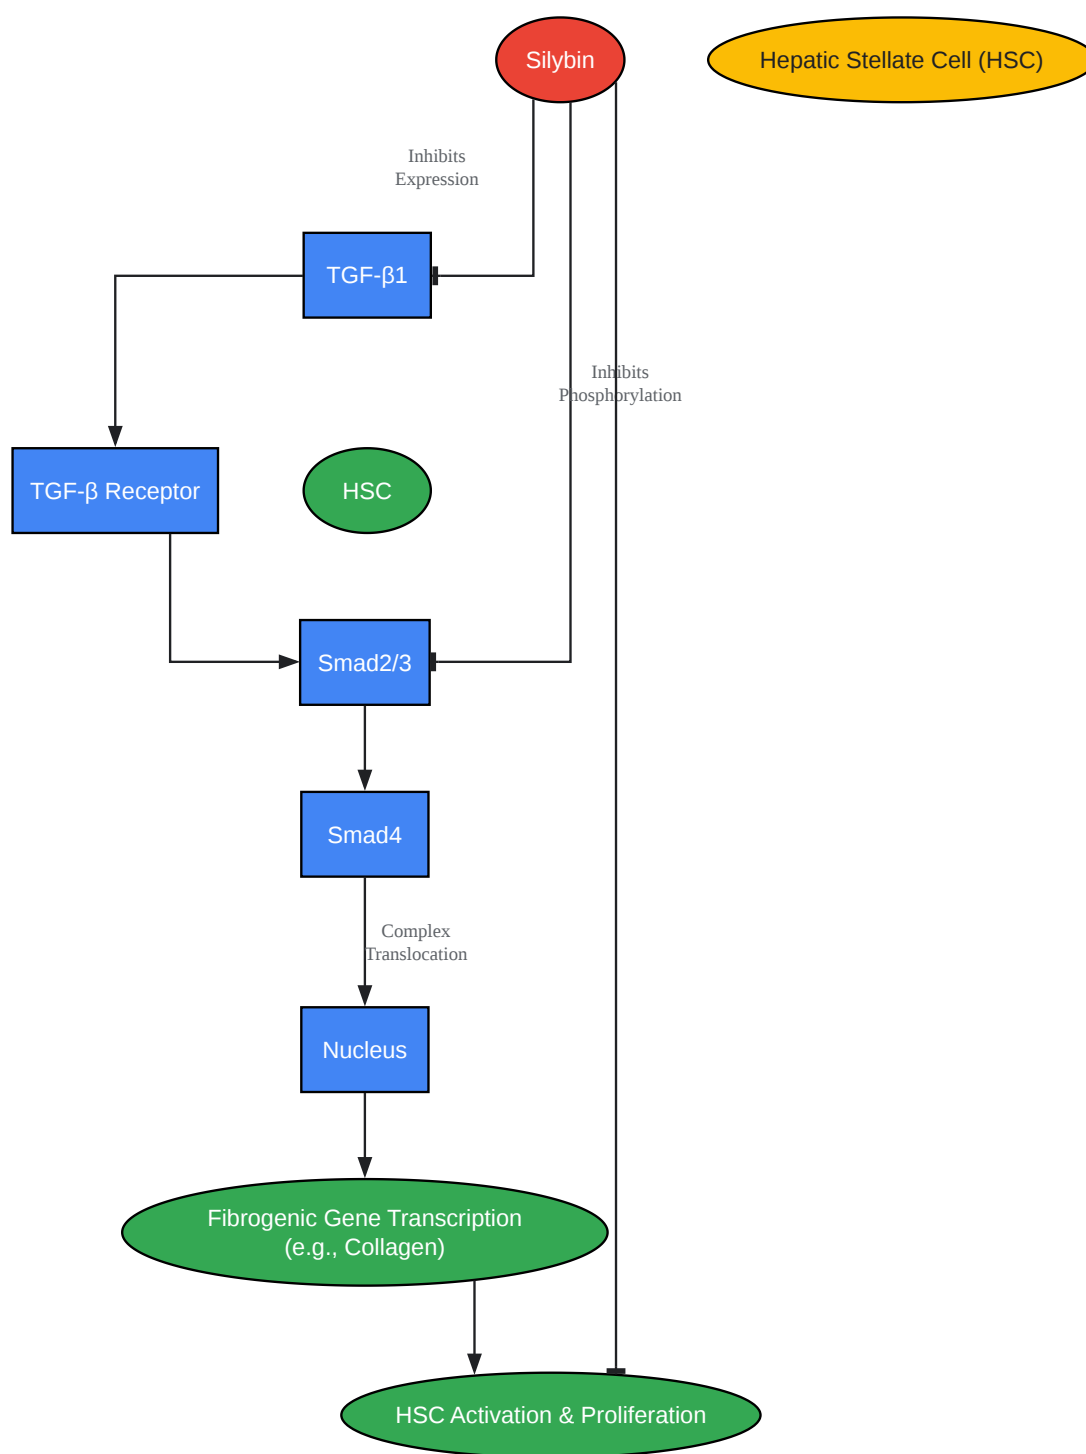 Silybin
Hepatic Stellate Cell (HSC)
Inhibits
Expression
TGF-β1
Inhibits
Phosphorylation
TGF-β Receptor
HSC
Smad2/3
Smad4
Complex
Translocation
Nucleus
Fibrogenic Gene Transcription
(e.g., Collagen)
HSC Activation & Proliferation